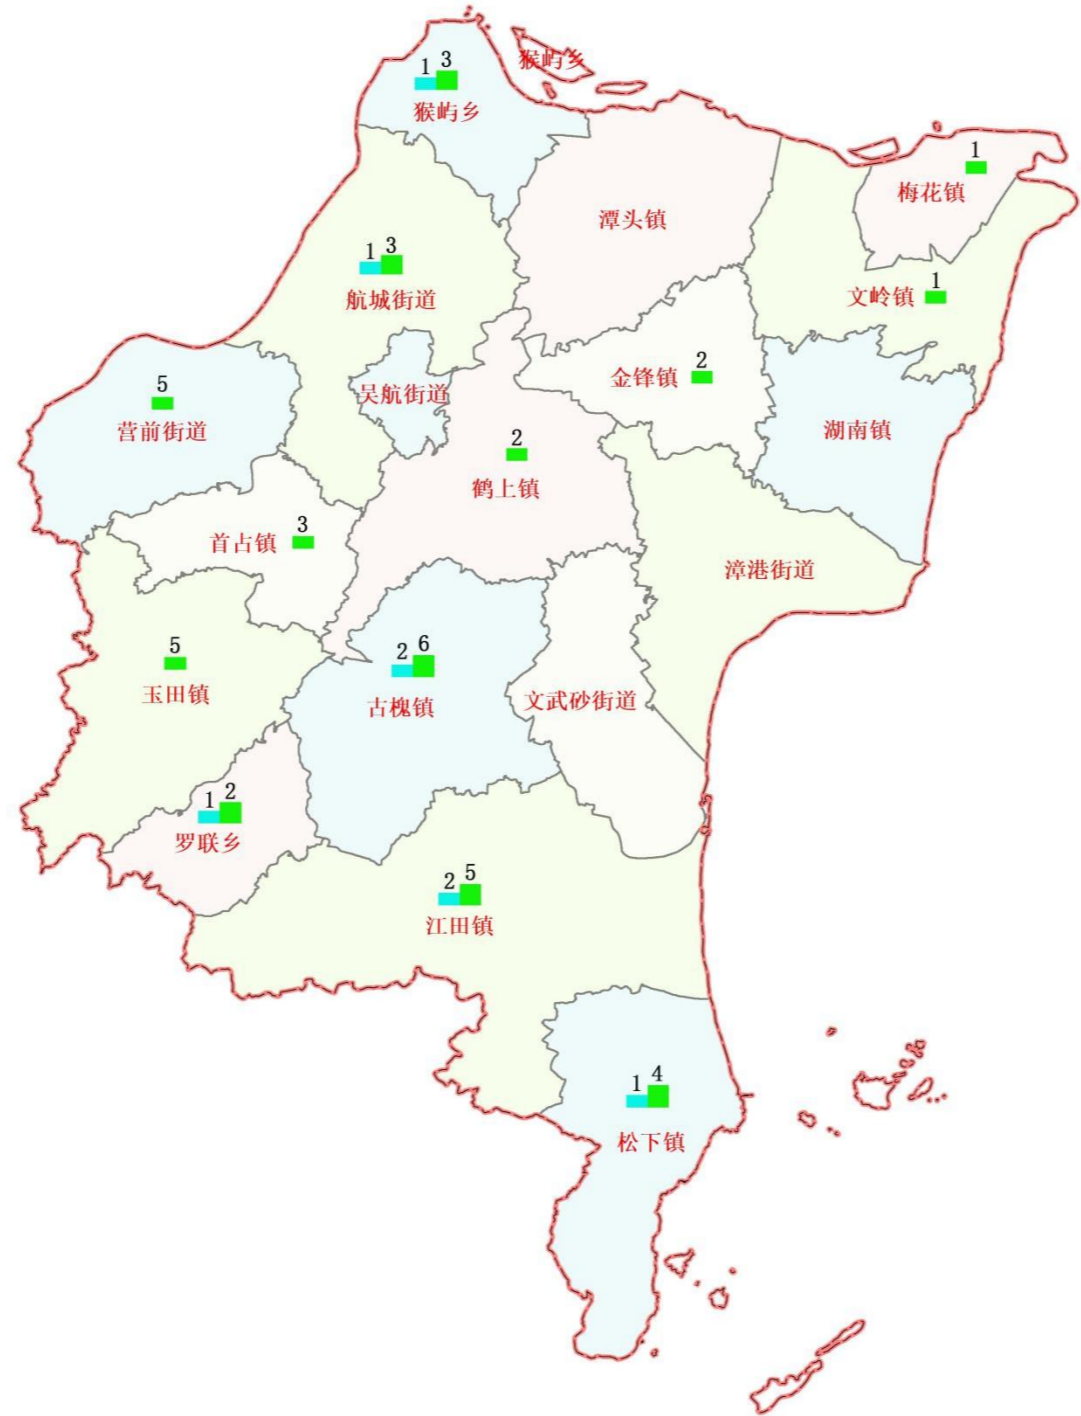 猴屿乡
1 3
猴屿乡
1
梅花镇
潭头镇
1 3
航城街道
1
文岭镇
2
金锋镇
5
营前街道
吴航街道
湖南镇
2
鹤上镇
3
首占镇
漳港街道
5
玉田镇
2 6
古槐镇
文武砂街道
1 2
罗联乡
2 5
江田镇
1 4
松下镇